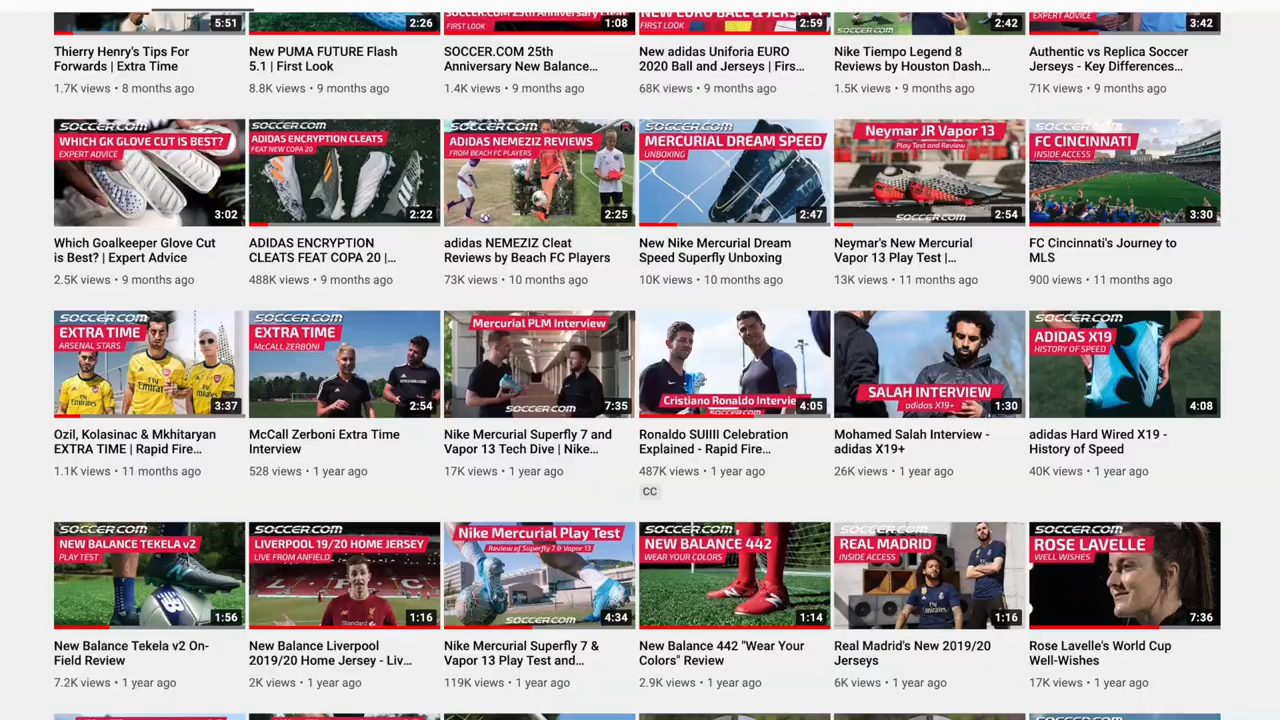 5:51
2:26
SOCCER.COM 25th Anniversary
FIRST LOOK
1:08
NEW EURO BALL & JERSEYS
FIRST LOOK
2:59
SOCCER.COM
2:42
EXPERT ADVICE
3:42
Thierry Henry's Tips For
Forwards | Extra Time
1.7K views • 8 months ago
New PUMA FUTURE Flash
5.1 | First Look
8.8K views • 9 months ago
SOCCER.COM 25th
Anniversary New Balance...
1.4K views • 9 months ago
New adidas Uniforia EURO
2020 Ball and Jerseys | Firs...
68K views • 9 months ago
Nike Tiempo Legend 8
Reviews by Houston Dash...
1.5K views • 9 months ago
Authentic vs Replica Soccer
Jerseys - Key Differences...
71K views • 9 months ago
SOCCER.COM
WHICH GK GLOVE CUT IS BEST?
EXPERT ADVICE
3:02
SOCCER.COM
ADIDAS ENCRYPTION CLEATS
FEAT NEW COPA 20
2:22
SOCCER.COM
ADIDAS NEMEZIZ REVIEWS
FROM BEACH FC PLAYERS
2:25
SOCCER.COM
MERCURIAL DREAM SPEED
UNBOXING
2:47
Neymar JR Vapor 13
Play Test and Review
SOCCER.COM
2:54
SOCCER.COM
FC CINCINNATI
INSIDE ACCESS
3:30
Which Goalkeeper Glove Cut
is Best? | Expert Advice
2.5K views • 9 months ago
ADIDAS ENCRYPTION
CLEATS FEAT COPA 20 |...
488K views • 9 months ago
adidas NEMEZIZ Cleat
Reviews by Beach FC Players
73K views • 10 months ago
New Nike Mercurial Dream
Speed Superfly Unboxing
10K views • 10 months ago
Neymar's New Mercurial
Vapor 13 Play Test |...
13K views • 11 months ago
FC Cincinnati's Journey to
MLS
900 views • 11 months ago
SOCCER.COM
EXTRA TIME
ARSENAL STARS
Emirates
3:37
SOCCER.COM
EXTRA TIME
McCALL ZERBONI
SOCCER.COM
2:54
Mercurial PLM Interview
SOCCER.COM
7:35
Cristiano Ronaldo Interview
SOCCER.COM
4:05
SALAH INTERVIEW
adidas X19+
1:30
SOCCER.COM
ADIDAS X19
HISTORY OF SPEED
4:08
Ozil, Kolasinac & Mkhitaryan
EXTRA TIME | Rapid Fire...
1.1K views • 11 months ago
McCall Zerboni Extra Time
Interview
528 views • 1 year ago
Nike Mercurial Superfly 7 and
Vapor 13 Tech Dive | Nike...
17K views • 1 year ago
Ronaldo SUIIII Celebration
Explained - Rapid Fire...
487K views • 1 year ago
CC
Mohamed Salah Interview -
adidas X19+
26K views • 1 year ago
adidas Hard Wired X19 -
History of Speed
40K views • 1 year ago
SOCCER.COM
NEW BALANCE TEKELA v2
PLAY TEST
1:56
SOCCER.COM
LIVERPOOL 19/20 HOME JERSEY
LIVE FROM ANFIELD
Standard
1:16
Nike Mercurial Play Test
Review of Superfly 7 & Vapor 13
SOCCER.COM
4:34
SOCCER.COM
NEW BALANCE 442
WEAR YOUR COLORS
1:14
SOCCER.COM
REAL MADRID
INSIDE ACCESS
Emirates
1:16
SOCCER.COM
ROSE LAVELLE
WELL WISHES
7:36
New Balance Tekela v2 On-
Field Review
7.2K views • 1 year ago
New Balance Liverpool
2019/20 Home Jersey - Liv...
2K views • 1 year ago
Nike Mercurial Superfly 7 &
Vapor 13 Play Test and...
119K views • 1 year ago
New Balance 442 "Wear Your
Colors" Review
2.9K views • 1 year ago
Real Madrid's New 2019/20
Jerseys
6K views • 1 year ago
Rose Lavelle's World Cup
Well-Wishes
17K views • 1 year ago